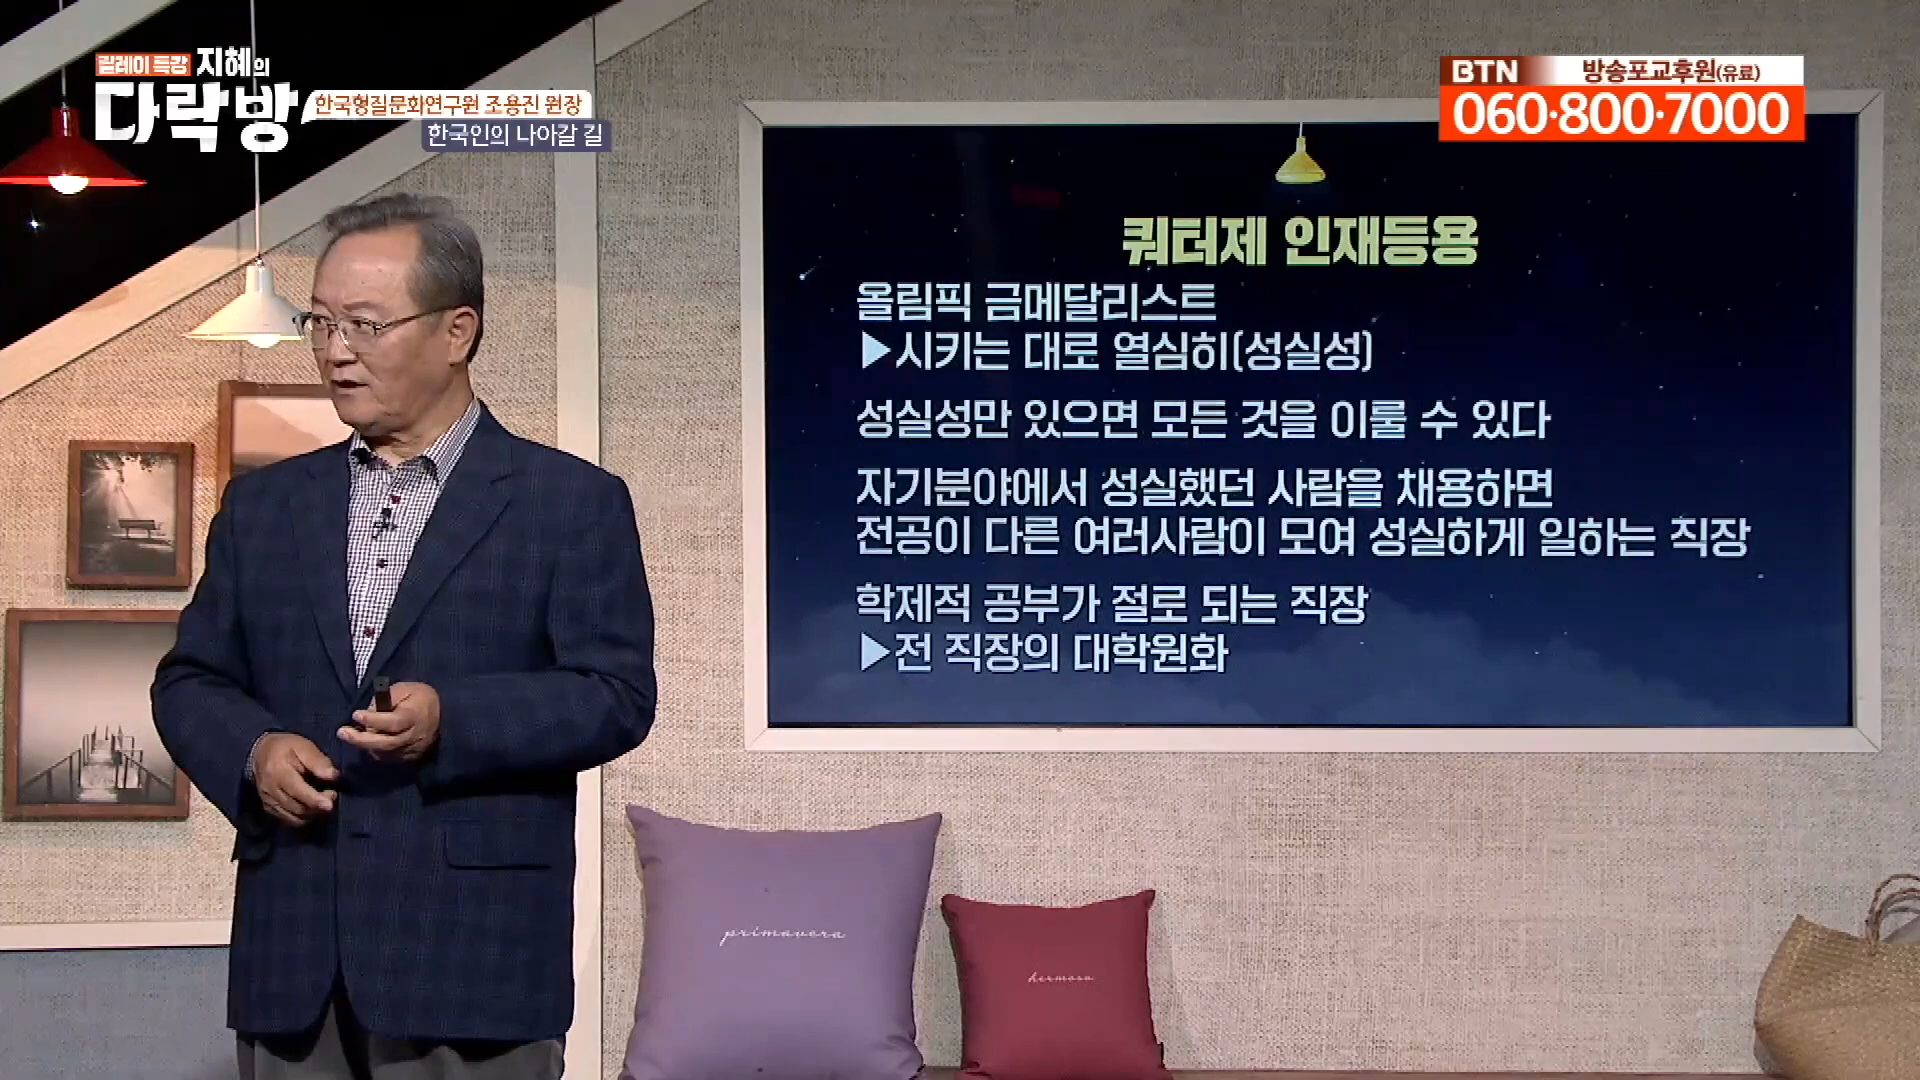 릴레이 특강 지혜의
다락방
한국형질문화연구원 조용진 원장
한국인의 나아갈 길
BTN 방송포교후원(유료)
060·800·7000
쿼터제 인재등용
올림픽 금메달리스트
▶시키는 대로 열심히(성실성)
성실성만 있으면 모든 것을 이룰 수 있다
자기분야에서 성실했던 사람을 채용하면
전공이 다른 여러사람이 모여 성실하게 일하는 직장
학제적 공부가 절로 되는 직장
▶전 직장의 대학원화
primavera
hermosa